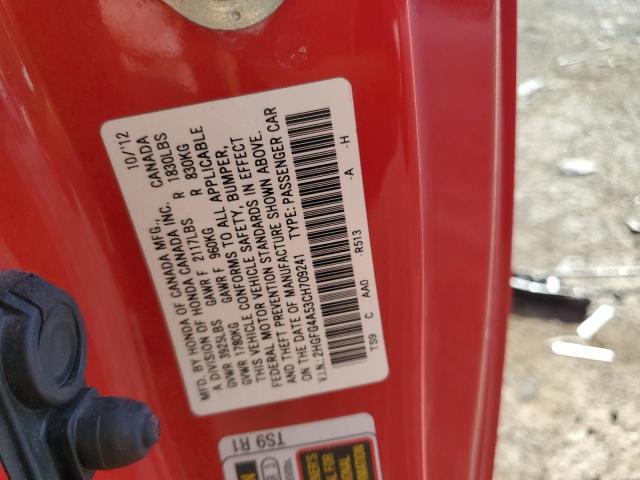 MFD. BY HONDA OF CANADA MFG., 10/'12
A DIVISION OF HONDA CANADA INC. CANADA
GVWR 3925LBS GAWR F 2117LBS R 1830LBS
GVWR 1780KG GAWR F 960KG R 830KG
THIS VEHICLE CONFORMS TO ALL APPLICABLE
FEDERAL MOTOR VEHICLE SAFETY, BUMPER,
AND THEFT PREVENTION STANDARDS IN EFFECT
ON THE DATE OF MANUFACTURE SHOWN ABOVE.
V.I.N.: 2HGFG4A53CH709241 TYPE: PASSENGER CAR
TS9 C AA0 -R513 -A -H
TS9 R1